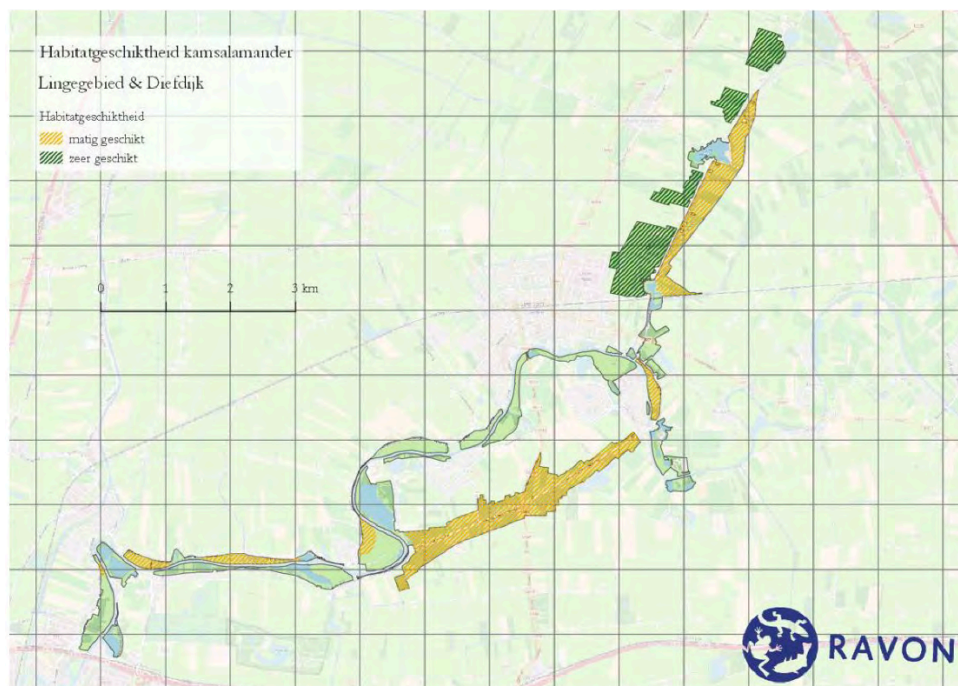 Habitatgeschiktheid kamsalamander
Lingegebied & Diefdijk
Habitatgeschiktheid
matig geschikt
zeer geschikt
0 1 2 3 km
RAVON